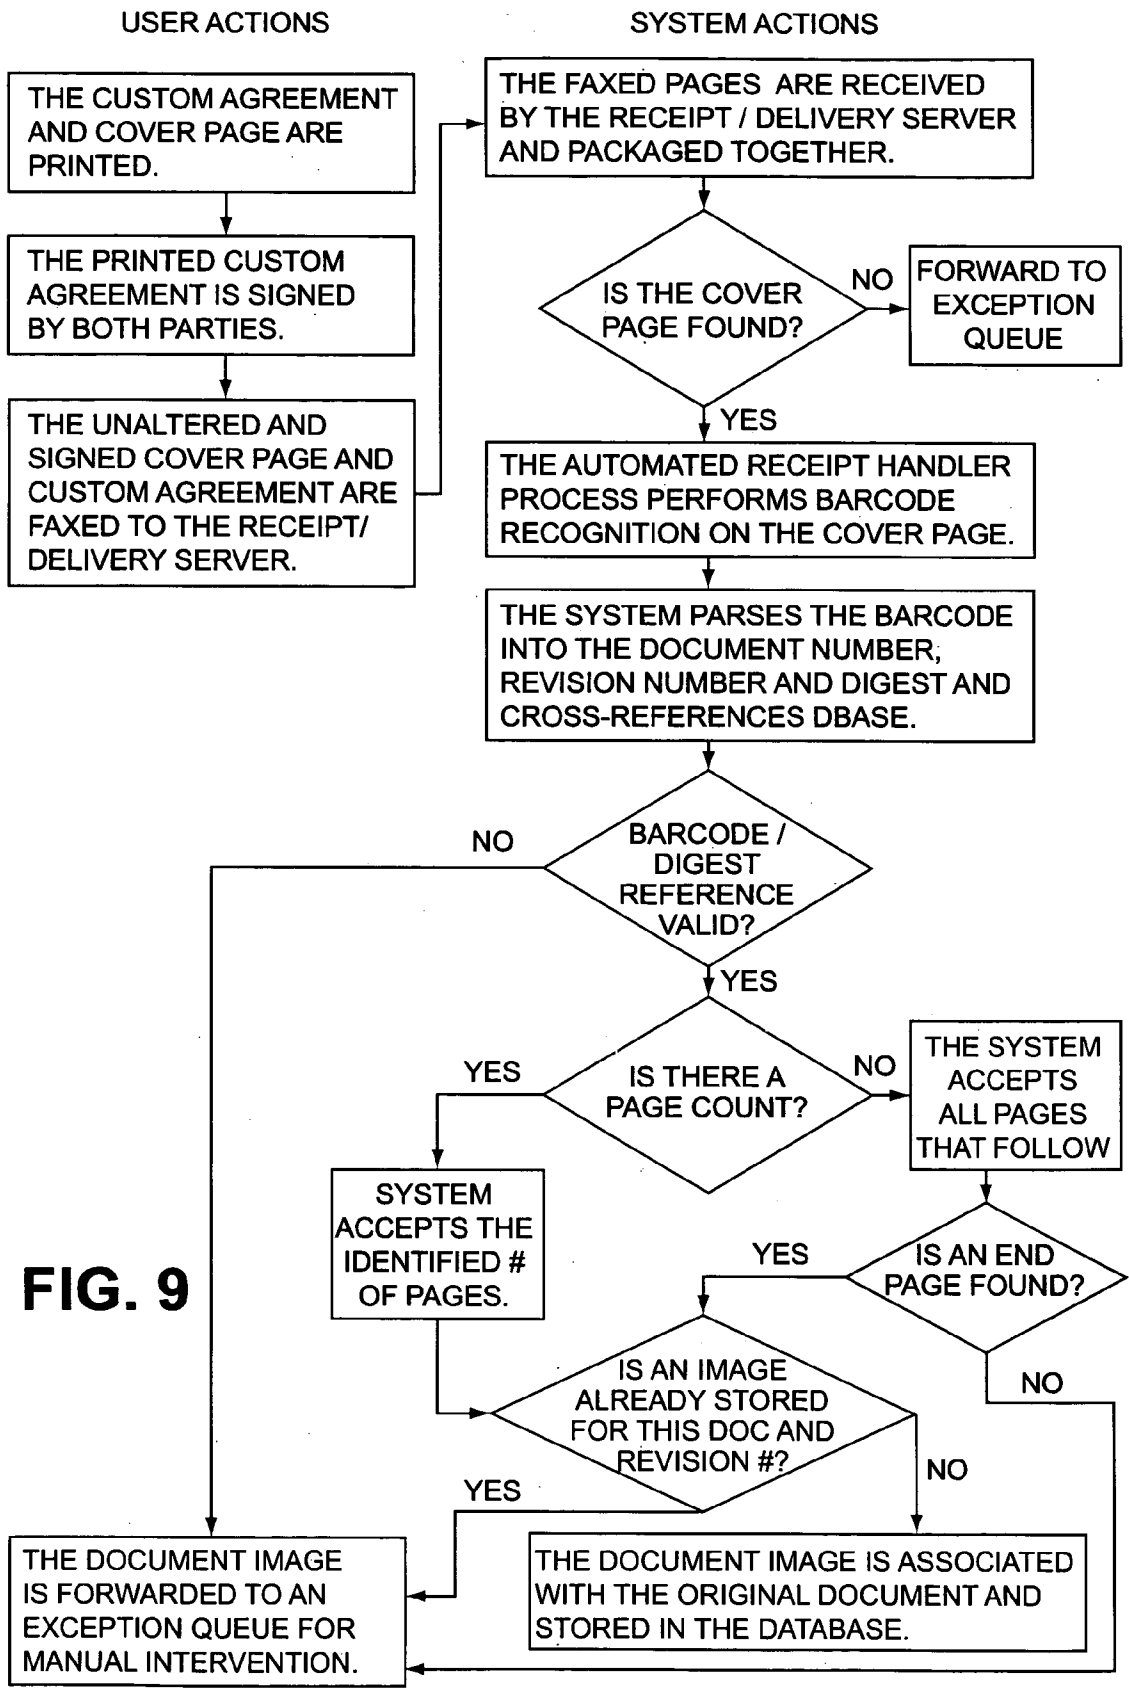 USER ACTIONS
SYSTEM ACTIONS
THE CUSTOM AGREEMENT
AND COVER PAGE ARE
PRINTED.
THE PRINTED CUSTOM
AGREEMENT IS SIGNED
BY BOTH PARTIES.
THE UNALTERED AND
SIGNED COVER PAGE AND
CUSTOM AGREEMENT ARE
FAXED TO THE RECEIPT/
DELIVERY SERVER.
THE FAXED PAGES ARE RECEIVED
BY THE RECEIPT / DELIVERY SERVER
AND PACKAGED TOGETHER.
IS THE COVER
PAGE FOUND?
NO
FORWARD TO
EXCEPTION
QUEUE
YES
THE AUTOMATED RECEIPT HANDLER
PROCESS PERFORMS BARCODE
RECOGNITION ON THE COVER PAGE.
THE SYSTEM PARSES THE BARCODE
INTO THE DOCUMENT NUMBER,
REVISION NUMBER AND DIGEST AND
CROSS-REFERENCES DBASE.
NO
BARCODE /
DIGEST
REFERENCE
VALID?
YES
YES
IS THERE A
PAGE COUNT?
NO
THE SYSTEM
ACCEPTS
ALL PAGES
THAT FOLLOW
SYSTEM
ACCEPTS THE
IDENTIFIED #
OF PAGES.
YES
IS AN END
PAGE FOUND?
NO
FIG. 9
IS AN IMAGE
ALREADY STORED
FOR THIS DOC AND
REVISION #?
YES
NO
THE DOCUMENT IMAGE
IS FORWARDED TO AN
EXCEPTION QUEUE FOR
MANUAL INTERVENTION.
THE DOCUMENT IMAGE IS ASSOCIATED
WITH THE ORIGINAL DOCUMENT AND
STORED IN THE DATABASE.